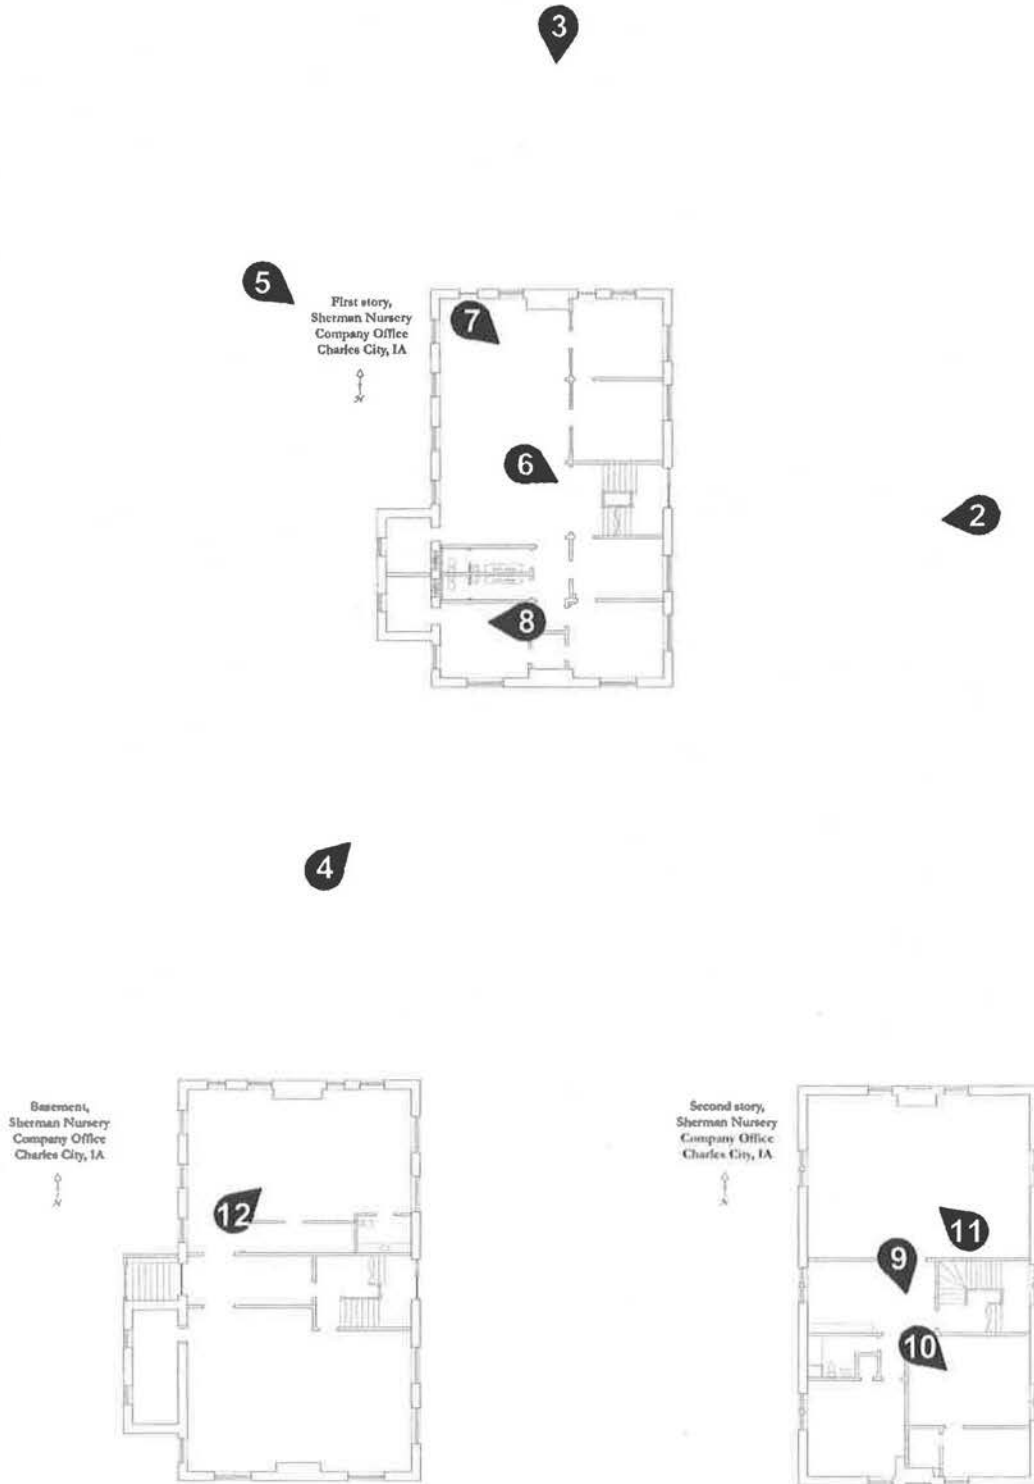 3
5
First story,
Sherman Nursery
Company Office
Charles City, IA
N
7
6
2
8
4
Basement,
Sherman Nursery
Company Office
Charles City, IA
N
12
Second story,
Sherman Nursery
Company Office
Charles City, IA
N
11
9
10